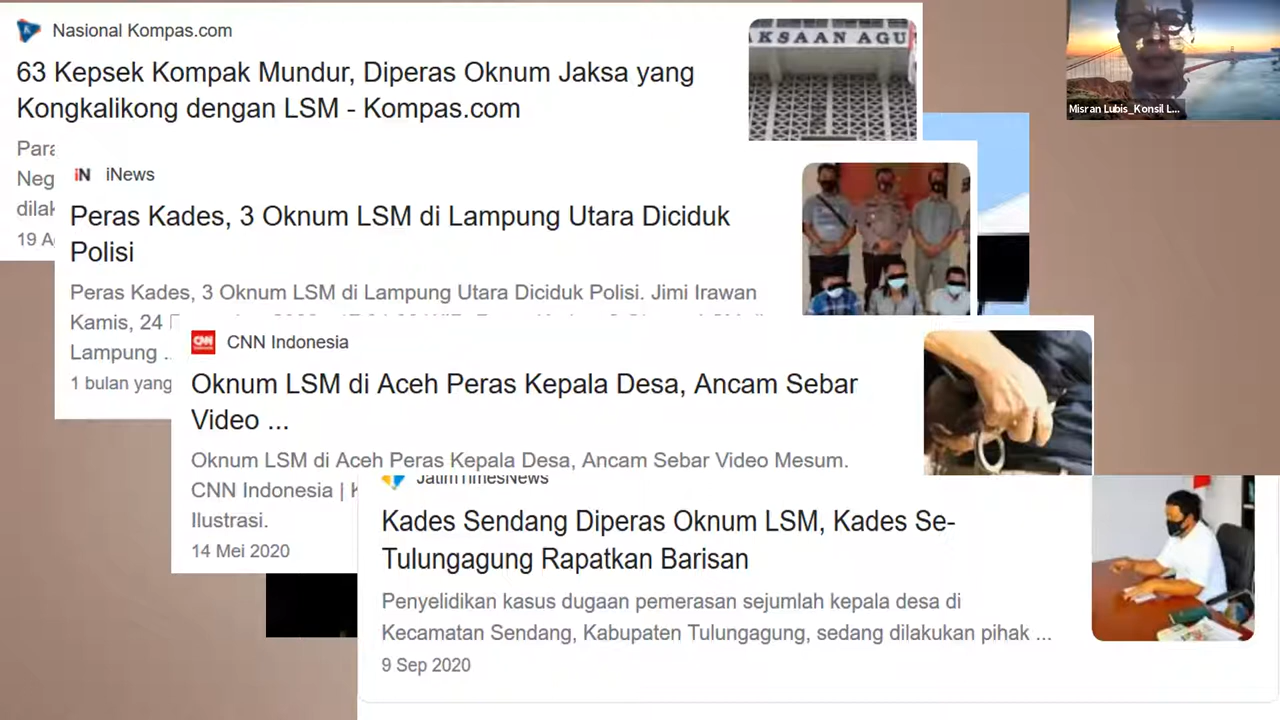 Nasional Kompas.com
63 Kepsek Kompak Mundur, Diperas Oknum Jaksa yang
Kongkalikong dengan LSM - Kompas.com
AKSAAN AGU
Misran Lubis_Konsil L...
19
iNews
Peras Kades, 3 Oknum LSM di Lampung Utara Diciduk
Polisi
Peras Kades, 3 Oknum LSM di Lampung Utara Diciduk Polisi. Jimi Irawan
Kamis, 24
Lampung ..
1 bulan yang
CNN Indonesia
Oknum LSM di Aceh Peras Kepala Desa, Ancam Sebar
Video ...
Oknum LSM di Aceh Peras Kepala Desa, Ancam Sebar Video Mesum.
CNN Indonesia |
Ilustrasi.
14 Mei 2020
JatimTimesNews
Kades Sendang Diperas Oknum LSM, Kades Se-
Tulungagung Rapatkan Barisan
Penyelidikan kasus dugaan pemerasan sejumlah kepala desa di
Kecamatan Sendang, Kabupaten Tulungagung, sedang dilakukan pihak ...
9 Sep 2020